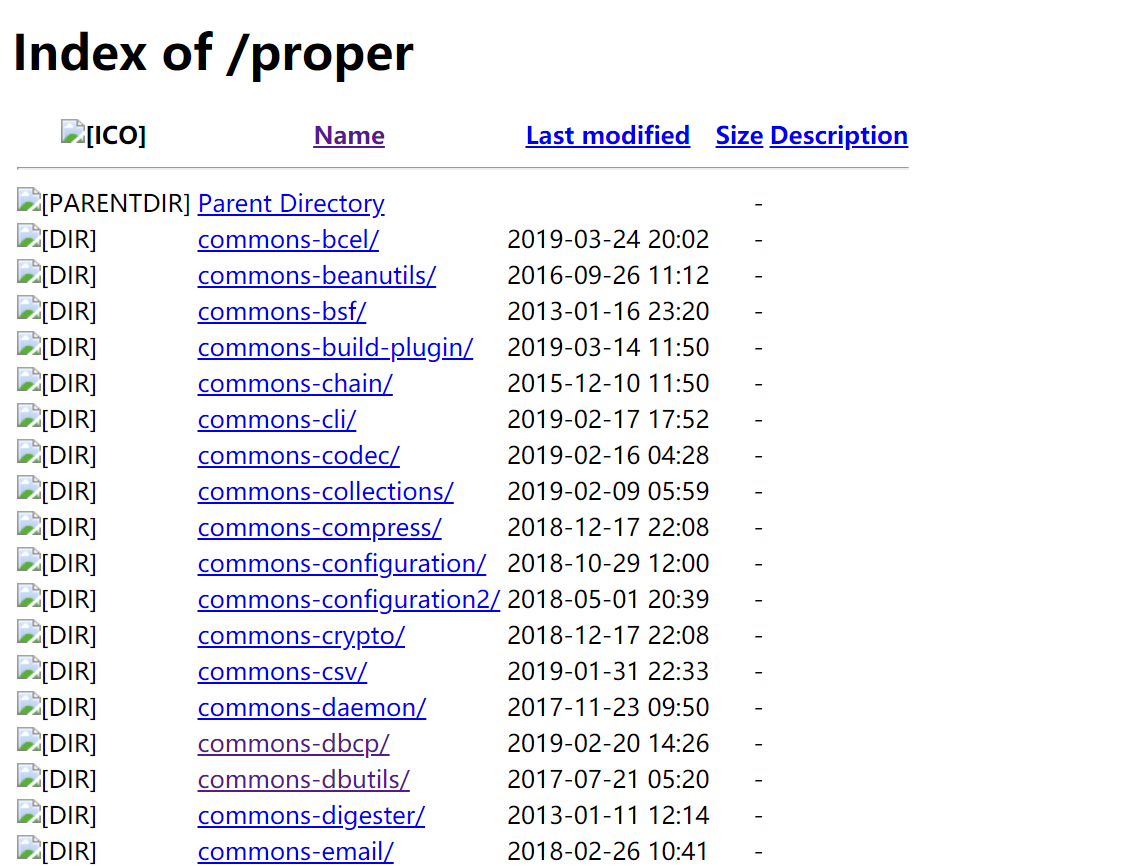 Index of /proper
[ICO] Name Last modified Size Description
[PARENTDIR] Parent Directory -
[DIR] commons-bcel/ 2019-03-24 20:02 -
[DIR] commons-beanutils/ 2016-09-26 11:12 -
[DIR] commons-bsf/ 2013-01-16 23:20 -
[DIR] commons-build-plugin/ 2019-03-14 11:50 -
[DIR] commons-chain/ 2015-12-10 11:50 -
[DIR] commons-cli/ 2019-02-17 17:52 -
[DIR] commons-codec/ 2019-02-16 04:28 -
[DIR] commons-collections/ 2019-02-09 05:59 -
[DIR] commons-compress/ 2018-12-17 22:08 -
[DIR] commons-configuration/ 2018-10-29 12:00 -
[DIR] commons-configuration2/ 2018-05-01 20:39 -
[DIR] commons-crypto/ 2018-12-17 22:08 -
[DIR] commons-csv/ 2019-01-31 22:33 -
[DIR] commons-daemon/ 2017-11-23 09:50 -
[DIR] commons-dbcp/ 2019-02-20 14:26 -
[DIR] commons-dbutils/ 2017-07-21 05:20 -
[DIR] commons-digester/ 2013-01-11 12:14 -
[DIR] commons-email/ 2018-02-26 10:41 -